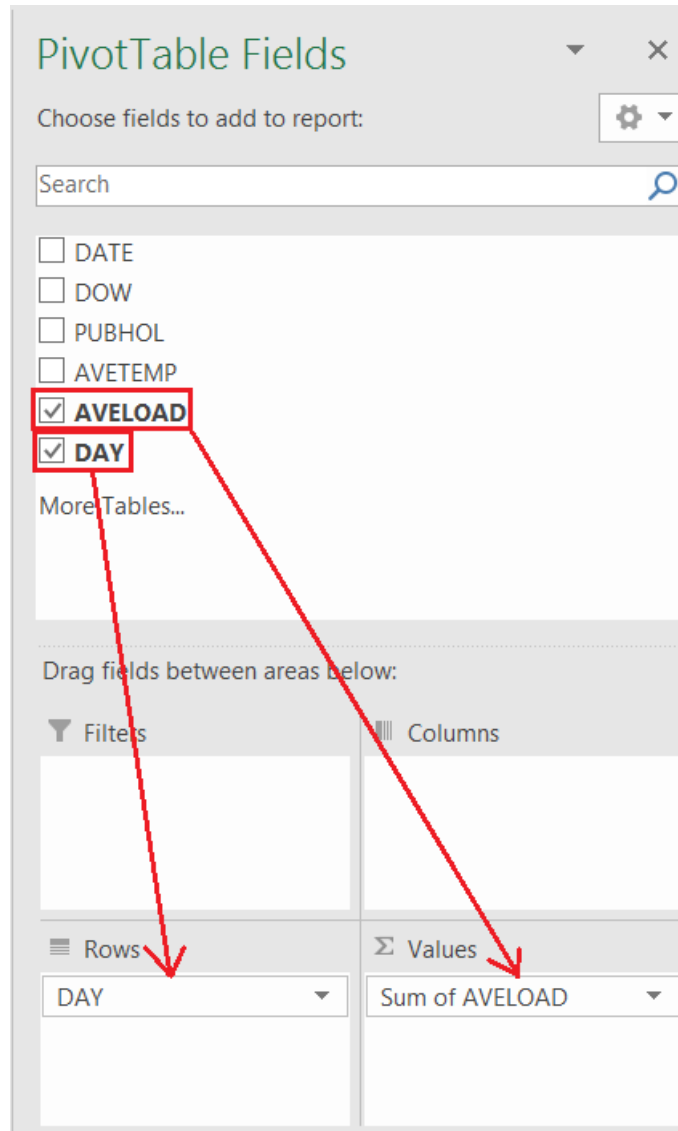 PivotTable Fields
Choose fields to add to report:
Search
DATE
DOW
PUBHOL
AVETEMP
AVELOAD
DAY
More Tables...
Drag fields between areas below:
Filters
Columns
Rows
Σ Values
DAY
Sum of AVELOAD